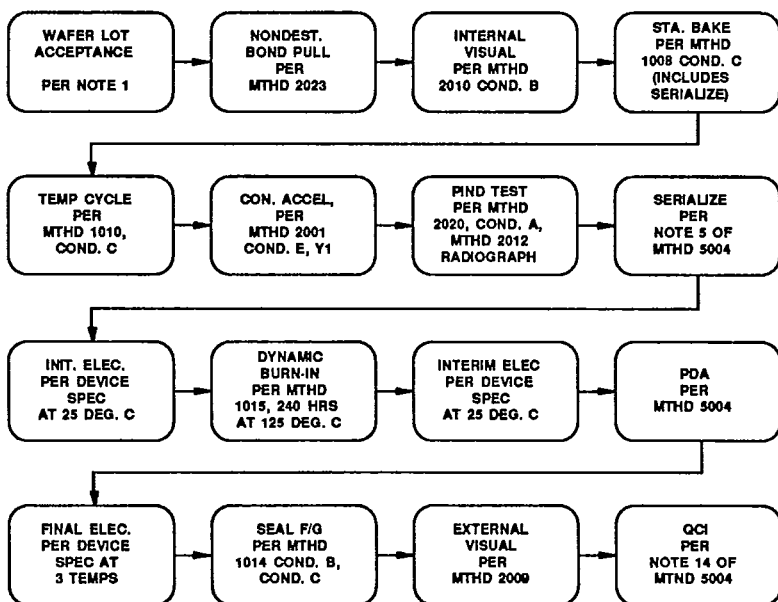 WAFER LOT
ACCEPTANCE
PER NOTE 1
NONDEST.
BOND PULL
PER
MTHD 2023
INTERNAL
VISUAL
PER MTHD
2010 COND. B
STA. BAKE
PER MTHD
1008 COND. C
(INCLUDES
SERIALIZE)
TEMP CYCLE
PER
MTHD 1010,
COND. C
CON. ACCEL,
PER
MTHD 2001
COND. E, Y1
PIND TEST
PER MTHD
2020, COND. A,
MTHD 2012
RADIOGRAPH
SERIALIZE
PER
NOTE 5 OF
MTHD 5004
INIT. ELEC.
PER DEVICE
SPEC
AT 25 DEG. C
DYNAMIC
BURN-IN
PER MTHD
1015, 240 HRS
AT 125 DEG. C
INTERIM ELEC
PER DEVICE
SPEC
AT 25 DEG. C
PDA
PER
MTHD 5004
FINAL ELEC.
PER DEVICE
SPEC AT
3 TEMPS
SEAL F/G
PER MTHD
1014 COND. B,
COND. C
EXTERNAL
VISUAL
PER
MTHD 2009
QCI
PER
NOTE 14 OF
MTND 5004